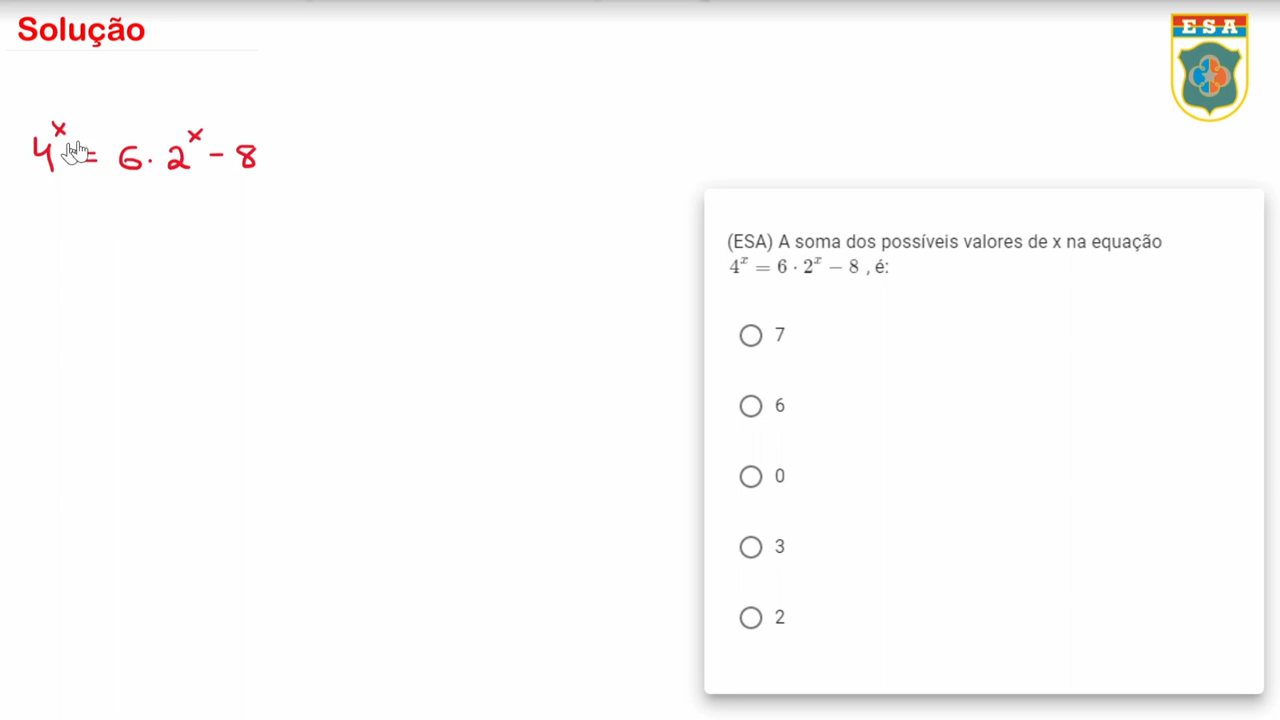 Solução
ESA
4^x = 6 · 2^x - 8
(ESA) A soma dos possíveis valores de x na equação
4^x = 6 · 2^x − 8 , é:
7
6
0
3
2